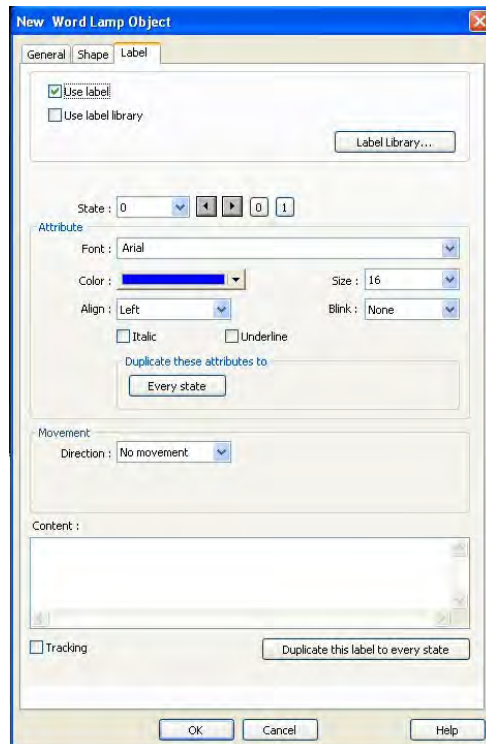 New Word Lamp Object
General Shape Label
Use label
Use label library
Label Library...
State : 0 0 1
Attribute
Font : Arial
Color : Size : 16
Align : Left Blink : None
Italic Underline
Duplicate these attributes to
Every state
Movement
Direction : No movement
Content :
Tracking Duplicate this label to every state
OK Cancel Help